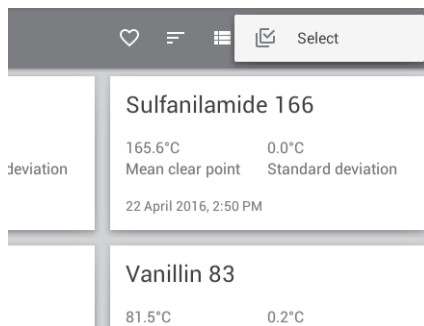 Select
Sulfanilamide 166
165.6°C 0.0°C
deviation Mean clear point Standard deviation
22 April 2016, 2:50 PM
Vanillin 83
81.5°C 0.2°C